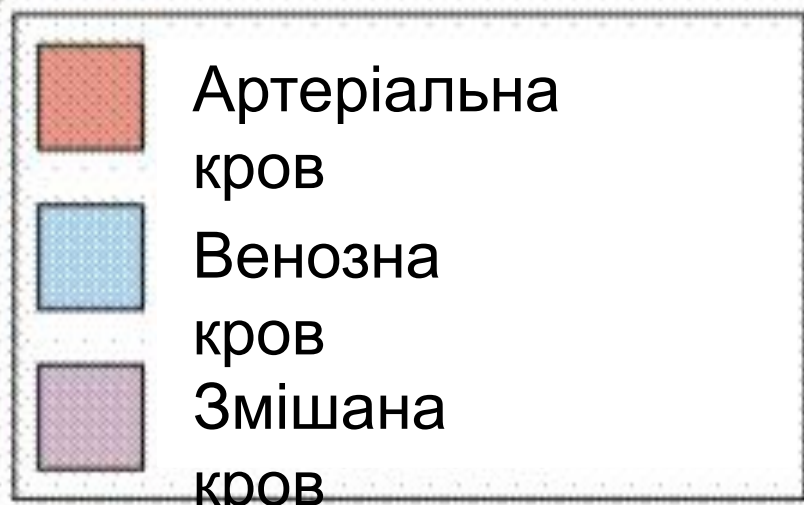 Артеріальна
кров
Венозна
кров
Змішана
кров